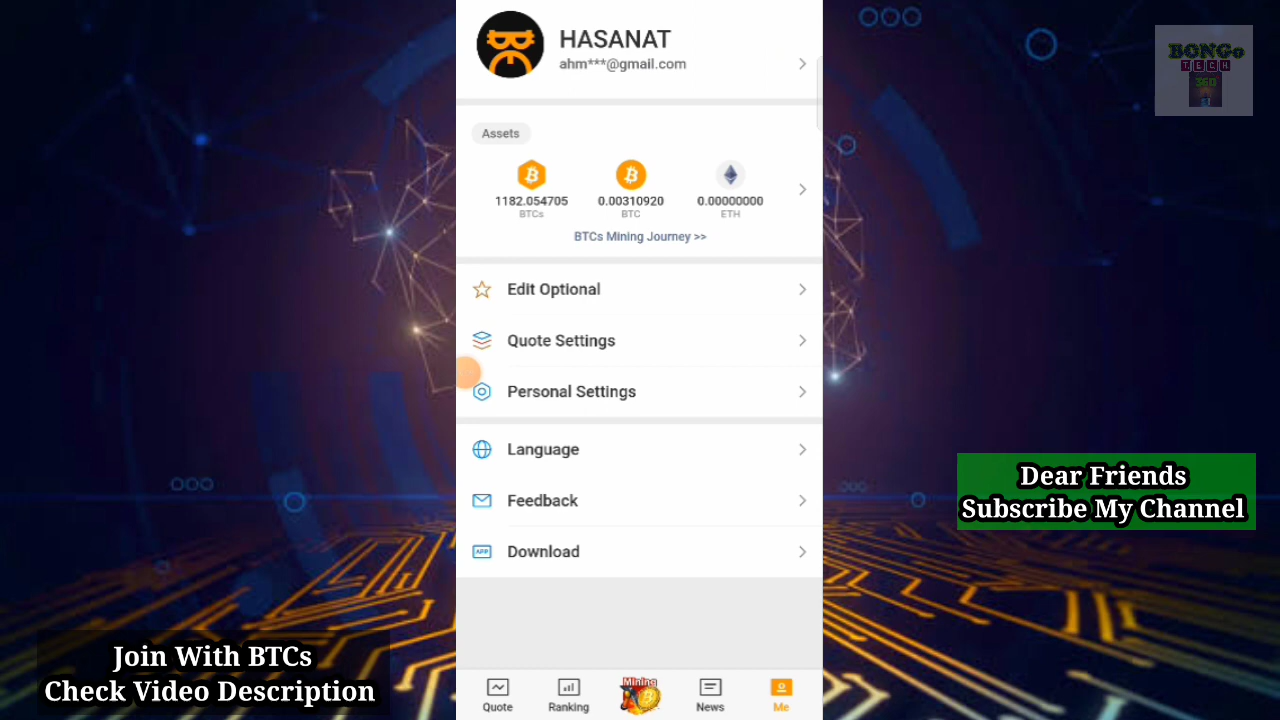 HASANAT
ahm***@gmail.com
Assets
1182.054705
BTCs
0.00310920
BTC
0.00000000
ETH
BTCs Mining Journey >>
Edit Optional
Quote Settings
Personal Settings
Language
Feedback
APP
Download
Quote
Ranking
Mining
News
Me
BONGo
TECH
360
Dear Friends
Subscribe My Channel
Join With BTCs
Check Video Description